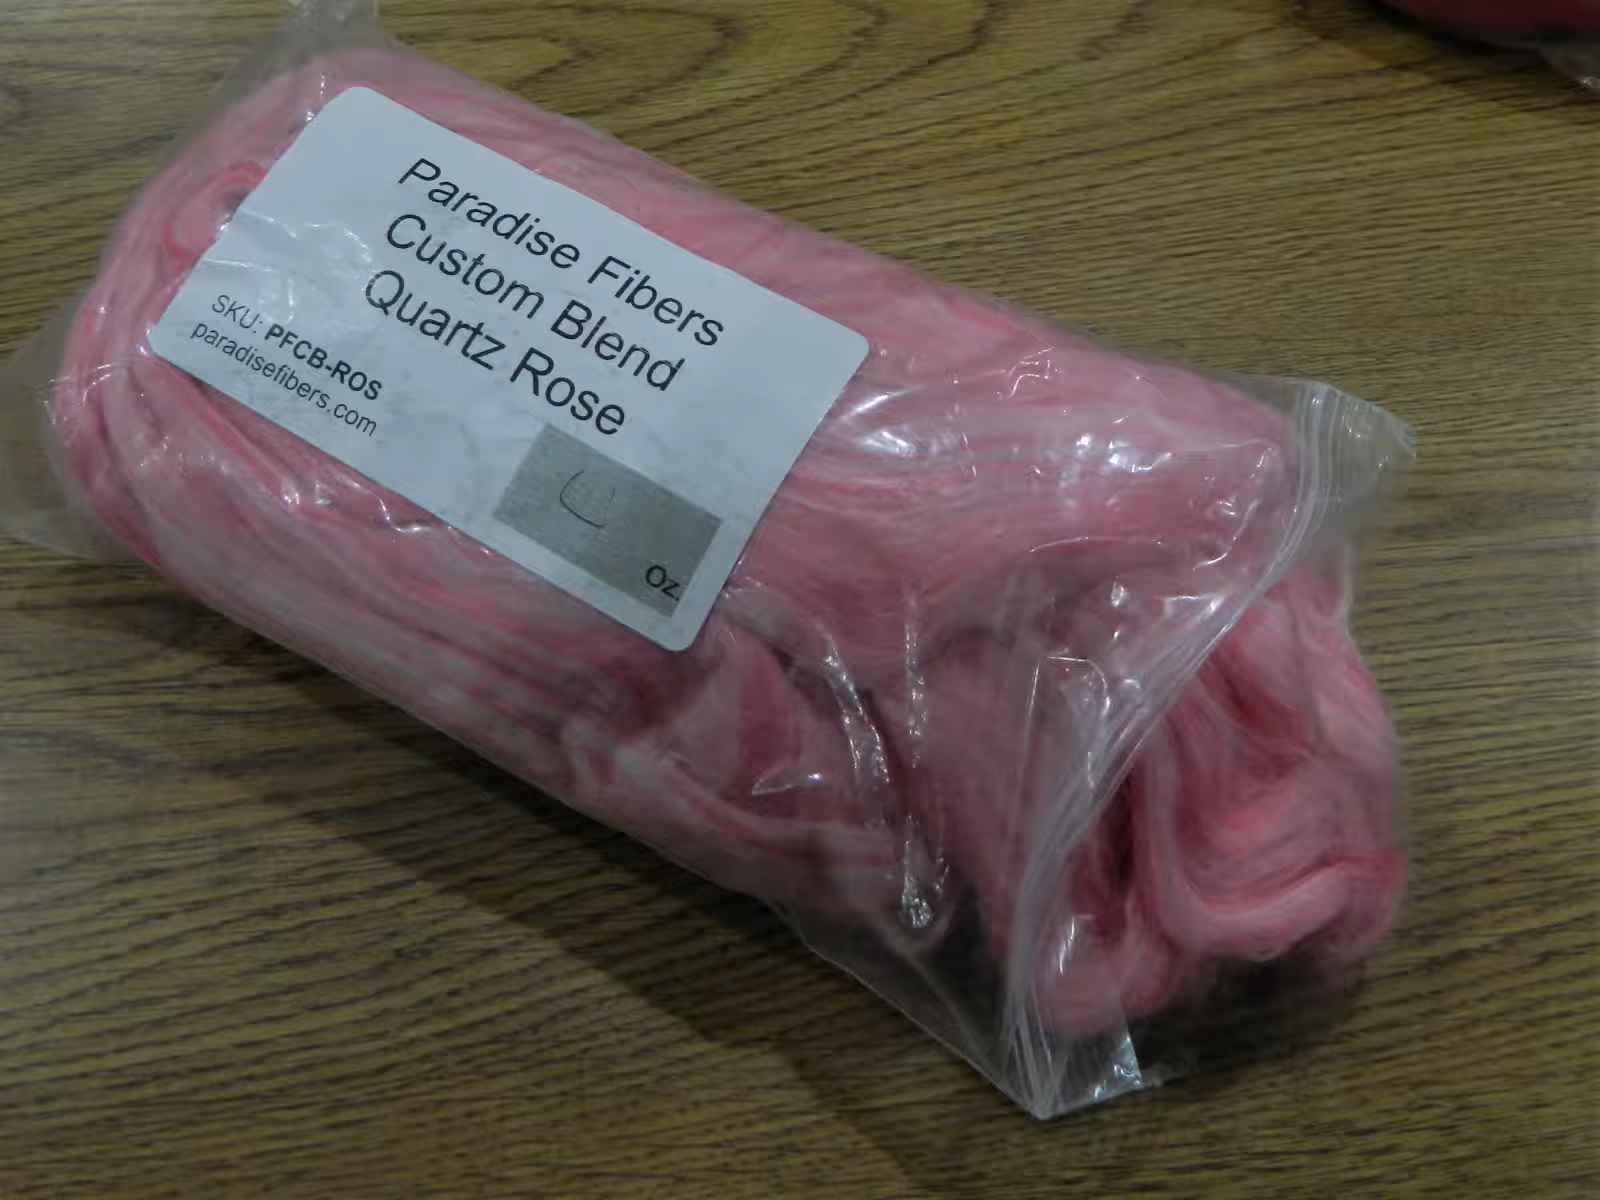 Paradise Fibers
Custom Blend
Quartz Rose
SKU: PFCB-ROS
paradisefibers.com
Oz.